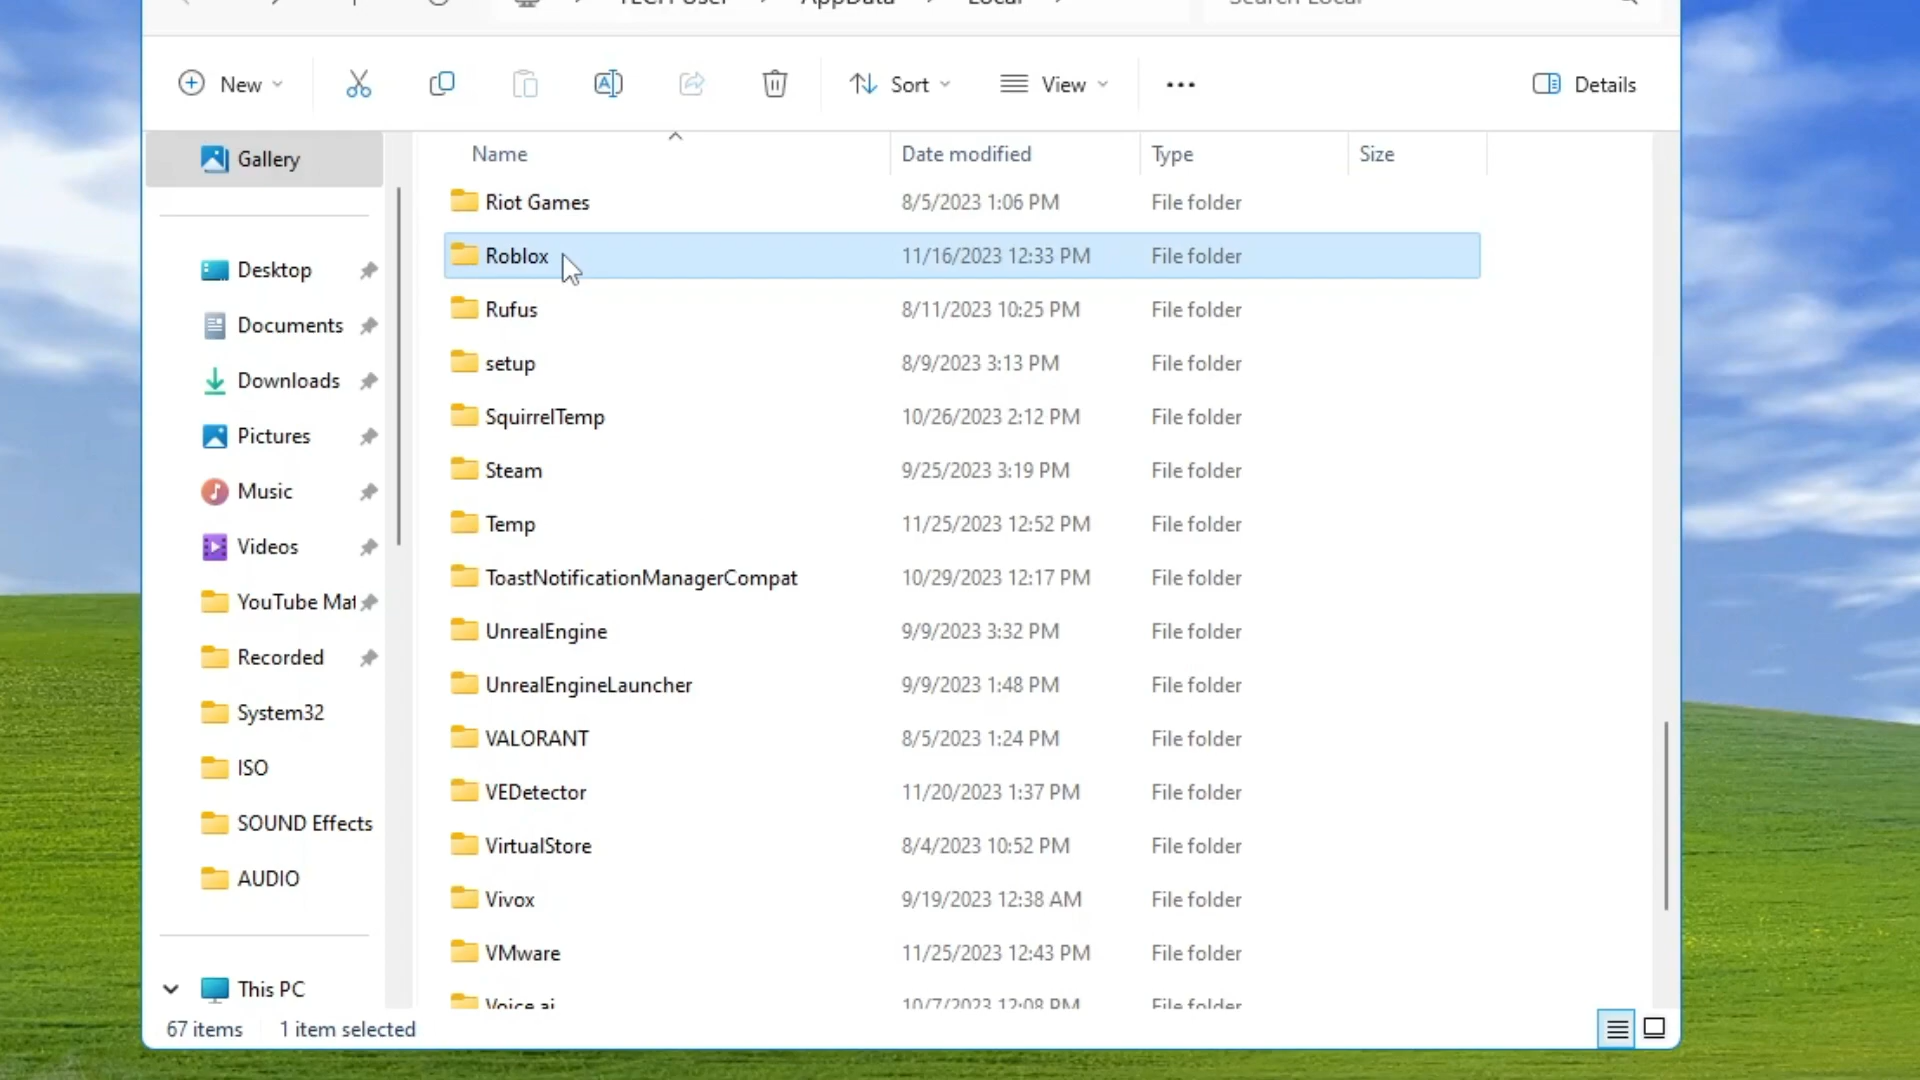 TECH User > AppData > Local >
Search Local
New
Sort
View
Details
Name Date modified Type Size
Gallery
Desktop
Documents
Downloads
Pictures
Music
Videos
YouTube Mat
Recorded
System32
ISO
SOUND Effects
AUDIO
This PC
Riot Games 8/5/2023 1:06 PM File folder
Roblox 11/16/2023 12:33 PM File folder
Rufus 8/11/2023 10:25 PM File folder
setup 8/9/2023 3:13 PM File folder
SquirrelTemp 10/26/2023 2:12 PM File folder
Steam 9/25/2023 3:19 PM File folder
Temp 11/25/2023 12:52 PM File folder
ToastNotificationManagerCompat 10/29/2023 12:17 PM File folder
UnrealEngine 9/9/2023 3:32 PM File folder
UnrealEngineLauncher 9/9/2023 1:48 PM File folder
VALORANT 8/5/2023 1:24 PM File folder
VEDetector 11/20/2023 1:37 PM File folder
VirtualStore 8/4/2023 10:52 PM File folder
Vivox 9/19/2023 12:38 AM File folder
VMware 11/25/2023 12:43 PM File folder
Voice.ai 10/7/2023 12:08 PM File folder
67 items 1 item selected